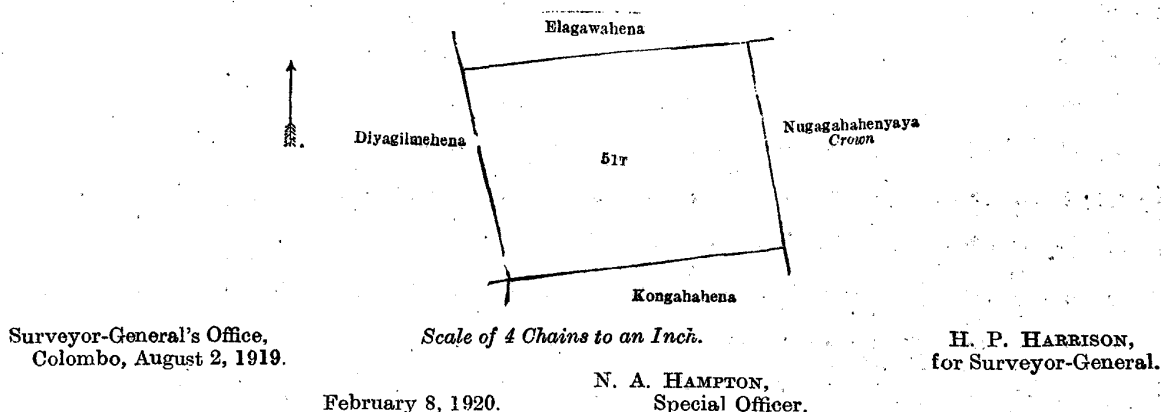 Elagawahena
Diyagilmehena
Nugagahahenyaya
Crown
51T
Kongahahena
Surveyor-General's Office,
Colombo, August 2, 1919.
Scale of 4 Chains to an Inch.
H. P. HARRISON,
for Surveyor-General.
N. A. HAMPTON,
Special Officer.
February 8, 1920.